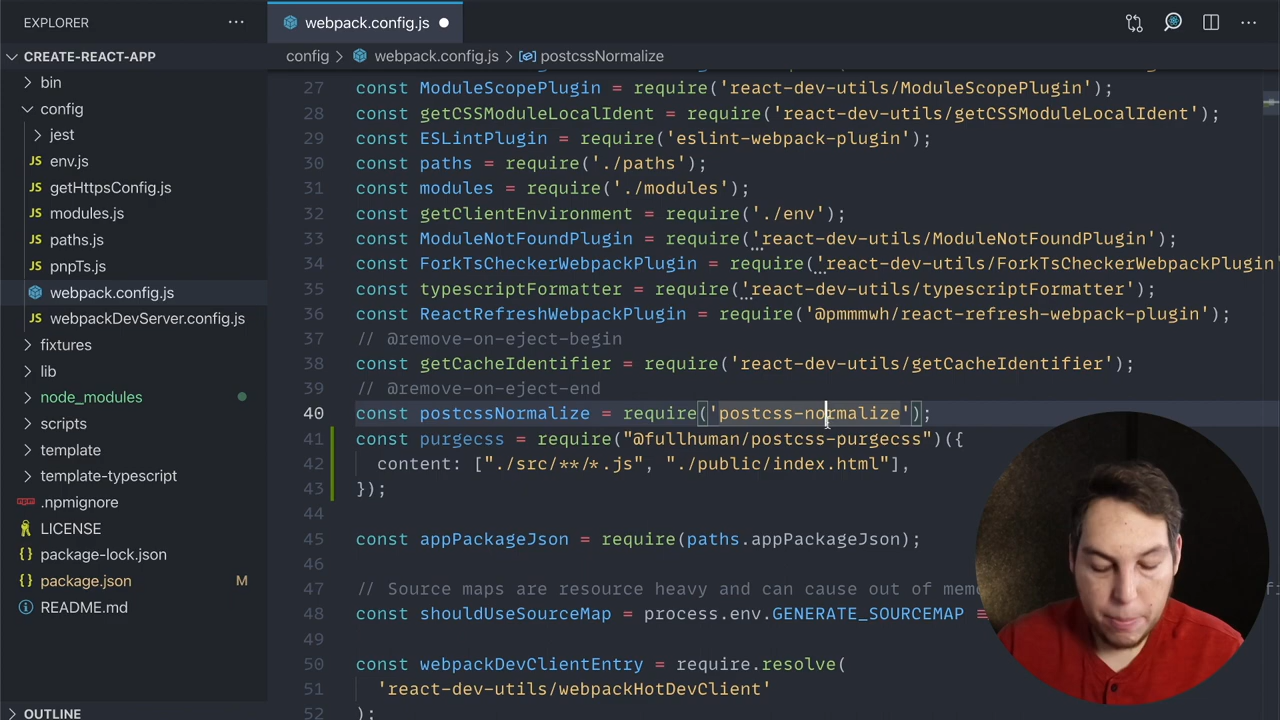 EXPLORER
···
webpack.config.js
···
CREATE-REACT-APP
bin
config
jest
JS env.js
JS getHttpsConfig.js
JS modules.js
JS paths.js
JS pnpTs.js
webpack.config.js
webpackDevServer.config.js
fixtures
lib
node_modules
scripts
template
template-typescript
.npmignore
LICENSE
{} package-lock.json
{} package.json M
README.md
OUTLINE
config > webpack.config.js > postcssNormalize
27 const ModuleScopePlugin = require('react-dev-utils/ModuleScopePlugin');
28 const getCSSModuleLocalIdent = require('react-dev-utils/getCSSModuleLocalIdent');
29 const ESLintPlugin = require('eslint-webpack-plugin');
30 const paths = require('./paths');
31 const modules = require('./modules');
32 const getClientEnvironment = require('./env');
33 const ModuleNotFoundPlugin = require('react-dev-utils/ModuleNotFoundPlugin');
34 const ForkTsCheckerWebpackPlugin = require('react-dev-utils/ForkTsCheckerWebpackPlugin
35 const typescriptFormatter = require('react-dev-utils/typescriptFormatter');
36 const ReactRefreshWebpackPlugin = require('@pmmmwh/react-refresh-webpack-plugin');
37 // @remove-on-eject-begin
38 const getCacheIdentifier = require('react-dev-utils/getCacheIdentifier');
39 // @remove-on-eject-end
40 const postcssNormalize = require('postcss-normalize');
41 const purgecss = require("@fullhuman/postcss-purgecss")({
42 content: ["./src/**/*.js", "./public/index.html"],
43 });
44
45 const appPackageJson = require(paths.appPackageJson);
46
47 // Source maps are resource heavy and can cause out of mem
48 const shouldUseSourceMap = process.env.GENERATE_SOURCEMAP =
49
50 const webpackDevClientEntry = require.resolve(
51 'react-dev-utils/webpackHotDevClient'
52 );